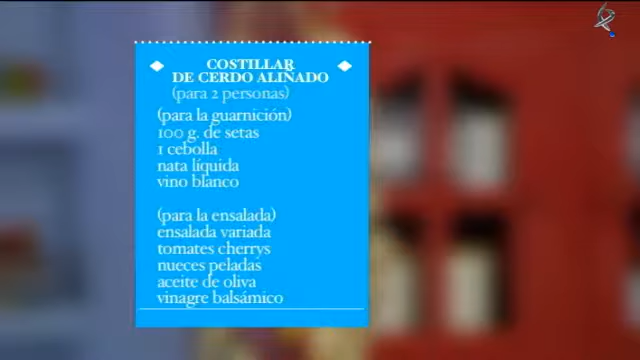 COSTILLAR
DE CERDO ALIÑADO
(para 2 personas)
(para la guarnición)
100 g. de setas
1 cebolla
nata líquida
vino blanco
(para la ensalada)
ensalada variada
tomates cherrys
nueces peladas
aceite de oliva
vinagre balsámico